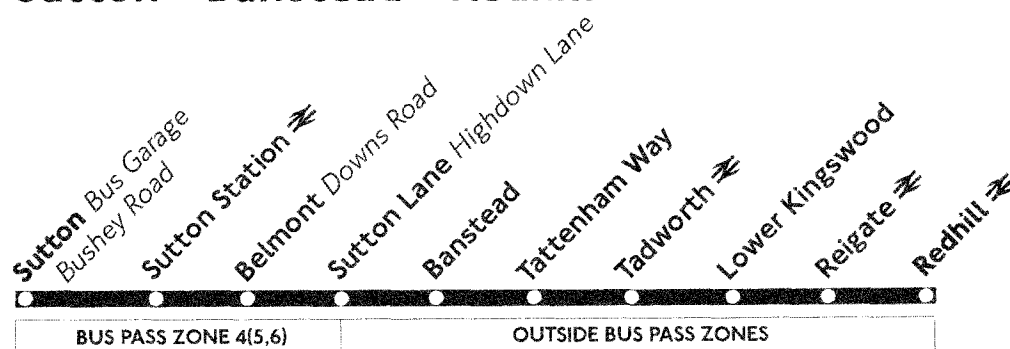 Sutton Bus Garage
Bushey Road
Sutton Station
Belmont Downs Road
Sutton Lane Highdown Lane
Banstead
Tattenham Way
Tadworth
Lower Kingswood
Reigate
Redhill
BUS PASS ZONE 4(5,6)
OUTSIDE BUS PASS ZONES